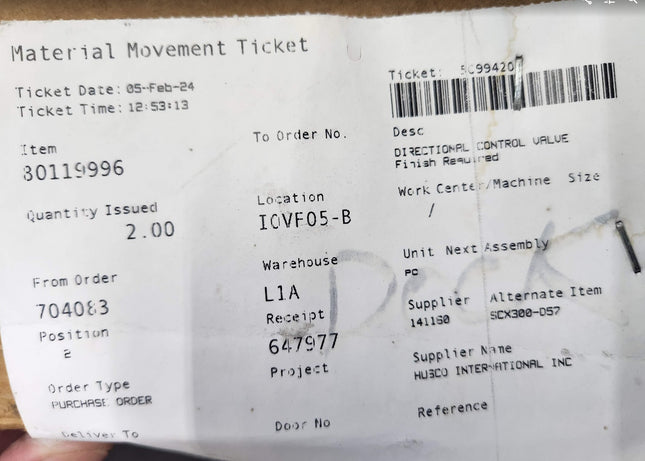 Material Movement Ticket
Ticket Date: 05-Feb-24
Ticket Time: 12:53:13
Ticket:
Item
80119996
To Order No.
Desc
DIRECTIONAL CONTROL VALVE
Finish Required
Quantity Issued
2.00
Location
IOVF05-B
Work Center/Machine Size
/
From Order
704083
Warehouse
L1A
Unit Next Assembly
PC
Position
2
Receipt
647977
Supplier Alternate Item
141160 SCX300-057
Order Type
PURCHASE ORDER
Project
Supplier Name
HUSCO INTERNATIONAL INC
Deliver To
Door No
Reference